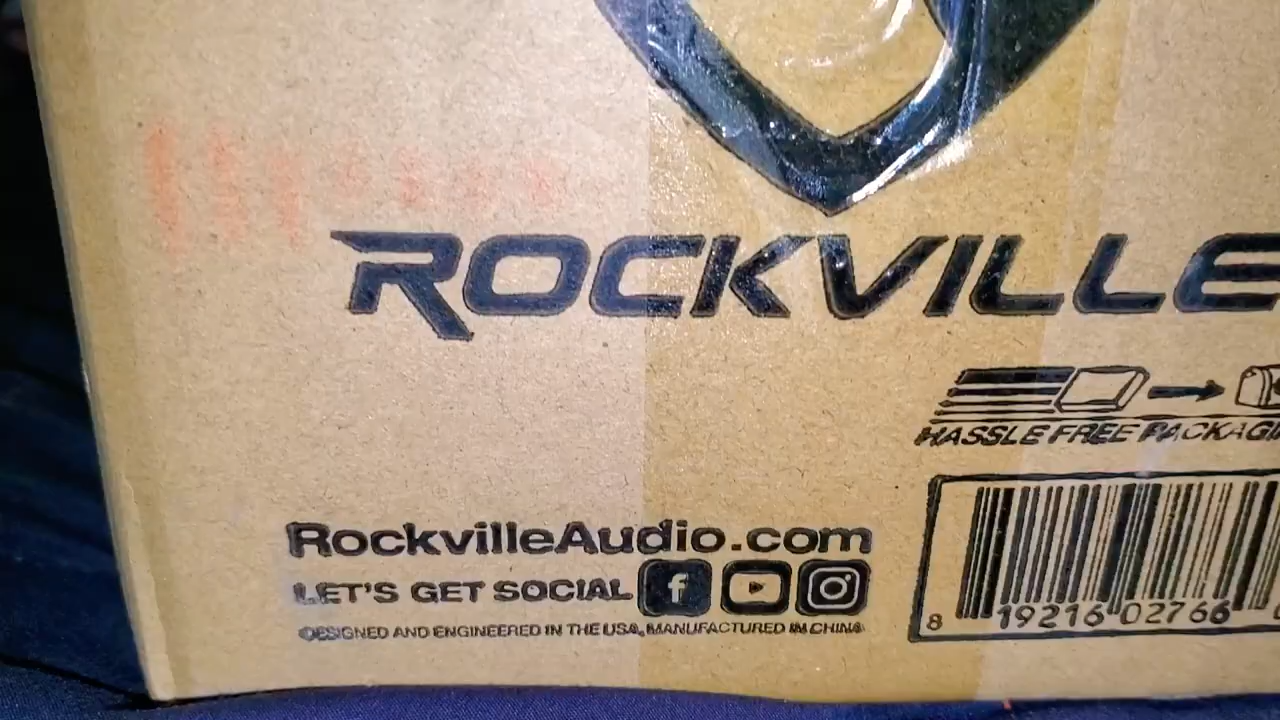 ROCKVILLE
HASSLE FREE PACKAGI
RockvilleAudio.com
LET'S GET SOCIAL f
DESIGNED AND ENGINEERED IN THE USA, MANUFACTURED IN CHINA
8 19216 02766